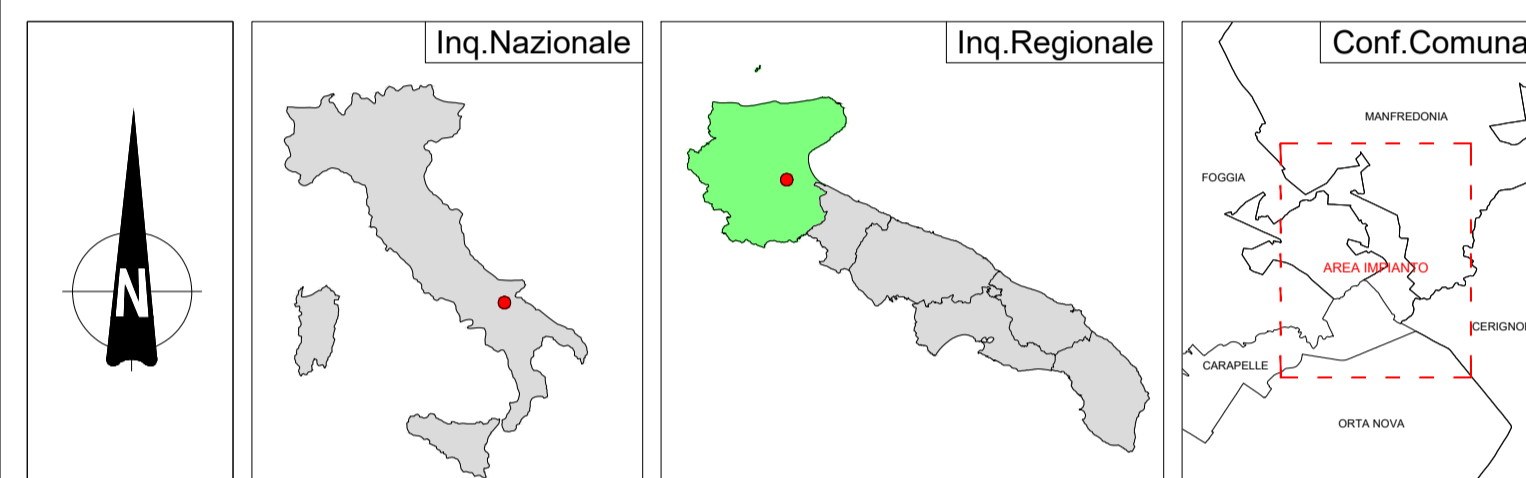 N
Inq.Nazionale
Inq.Regionale
Conf.Comuna
MANFREDONIA
FOGGIA
AREA IMPIANTO
CERIGNO
CARAPELLE
ORTA NOVA